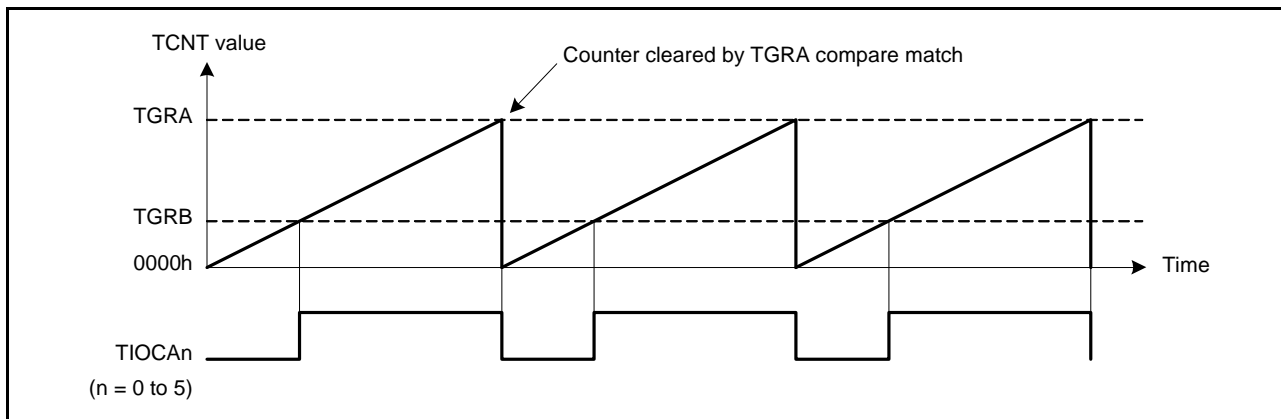 TCNT value
Counter cleared by TGRA compare match
TGRA
TGRB
0000h
Time
TIOCAn
(n = 0 to 5)